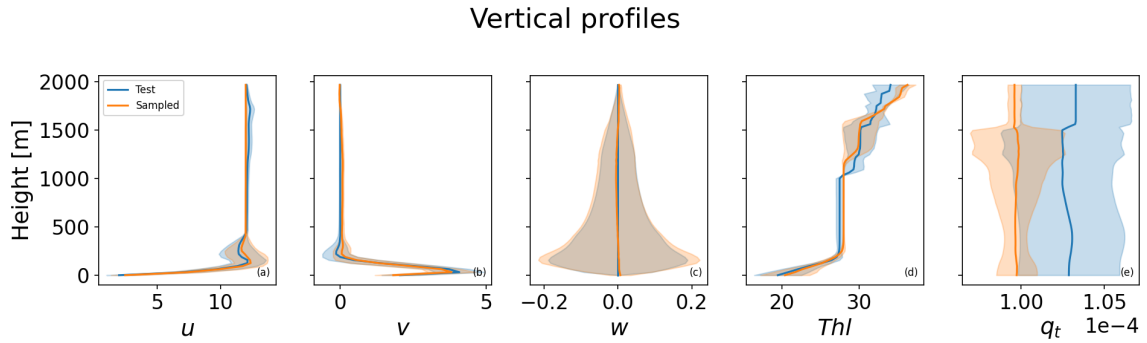 Vertical profiles
Height [m]
2000
1500
1000
500
0
Test
Sampled
(a)
(b)
(c)
(d)
(e)
5 10
0 5
−0.2 0.0 0.2
20 30
1.00 1.05
1e−4
u
v
w
Thl
q_t